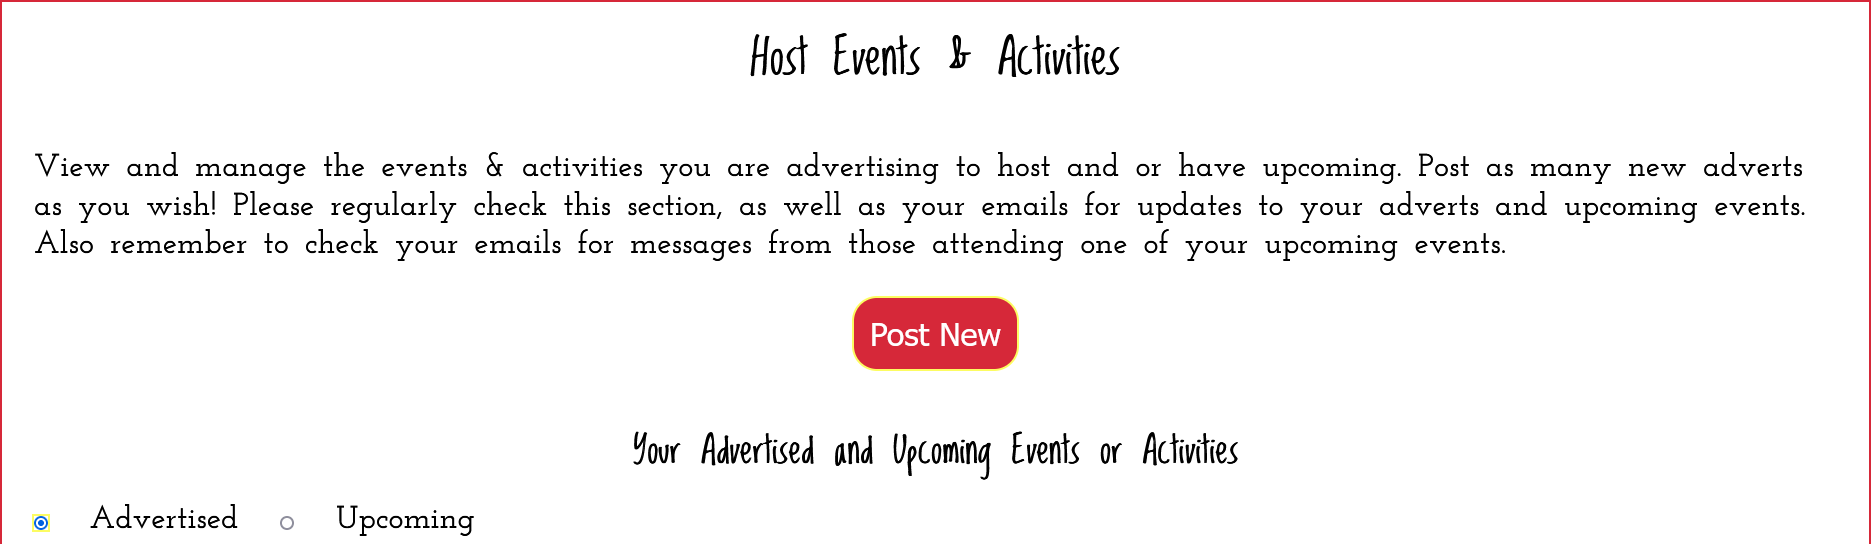 Host Events & Activities
View and manage the events & activities you are advertising to host and or have upcoming. Post as many new adverts
as you wish! Please regularly check this section, as well as your emails for updates to your adverts and upcoming events.
Also remember to check your emails for messages from those attending one of your upcoming events.
Post New
Your Advertised and Upcoming Events or Activities
Advertised Upcoming